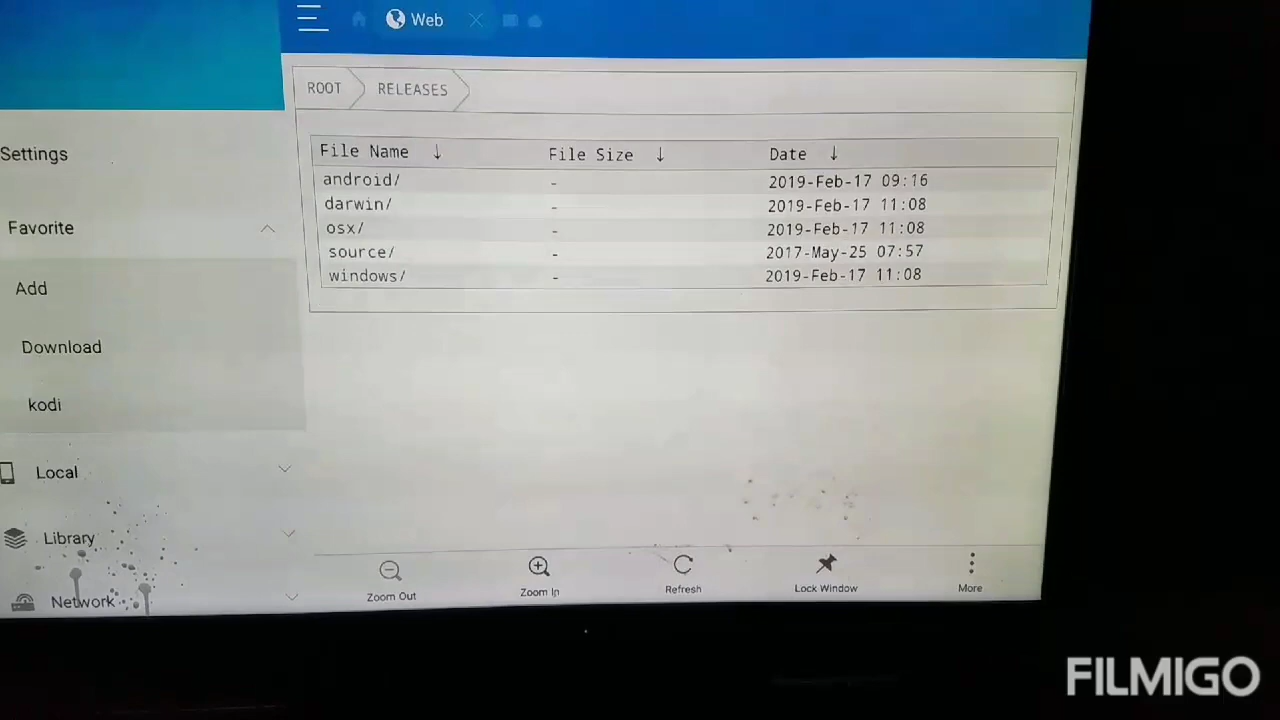 Web
ROOT RELEASES
File Name ↓ File Size ↓ Date ↓
android/ - 2019-Feb-17 09:16
darwin/ - 2019-Feb-17 11:08
osx/ - 2019-Feb-17 11:08
source/ - 2017-May-25 07:57
windows/ - 2019-Feb-17 11:08
Settings
Favorite
Add
Download
kodi
Local
Library
Network
Zoom Out Zoom In Refresh Lock Window More
FILMIGO